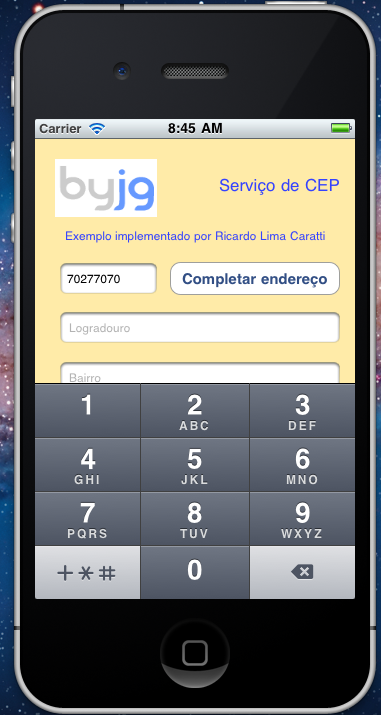 Carrier 8:45 AM
byjg
Serviço de CEP
Exemplo implementado por Ricardo Lima Caratti
70277070 Completar endereço
Logradouro
Bairro
1 2 3
ABC DEF
4 5 6
GHI JKL MNO
7 8 9
PQRS TUV WXYZ
+*# 0